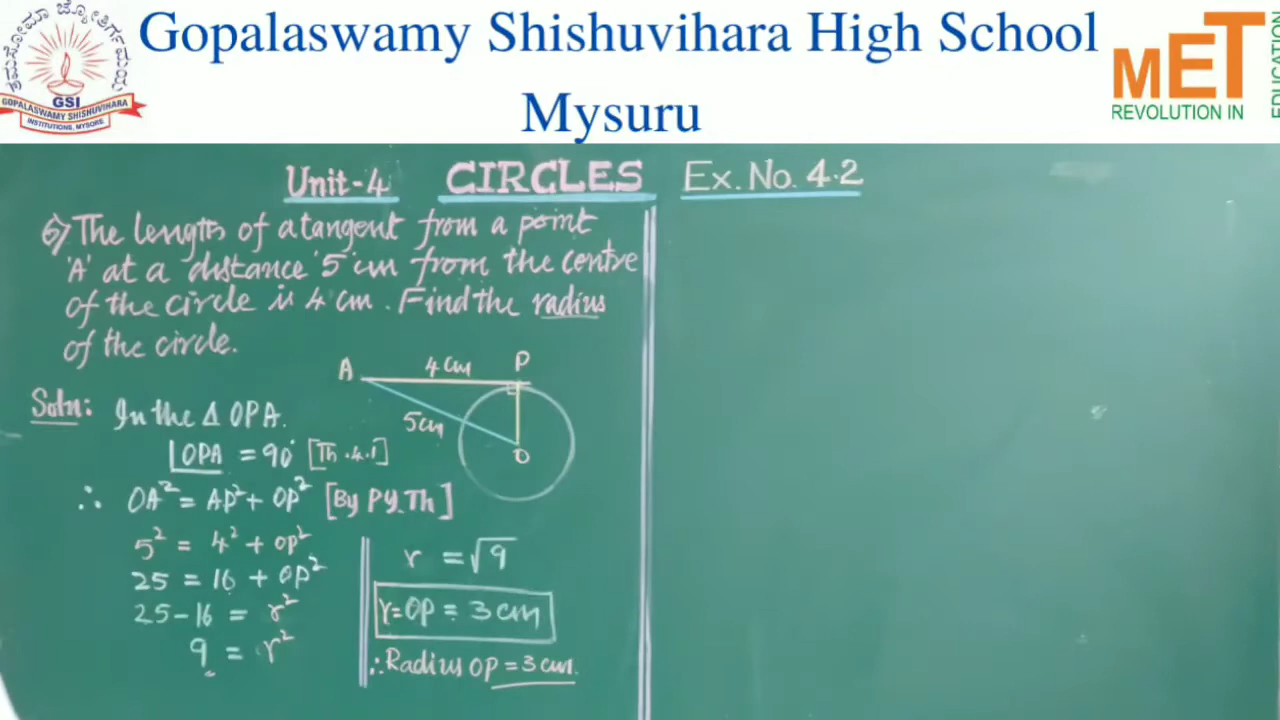 ತಮಸೋಮಾ ಜ್ಯೋತಿರ್ಗಮಯ
GSI
GOPALASWAMY SHISHUVIHARA
INSTITUTIONS, MYSORE
Gopalaswamy Shishuvihara High School
Mysuru
MET
REVOLUTION IN
EDUCATION
Unit-4 CIRCLES Ex. No. 4.2
6) The length of a tangent from a point
'A' at a distance 5 cm from the centre
of the circle is 4 cm. Find the radius
of the circle.
A 4 cm P
5cm
O
Soln: In the Δ OPA.
∠OPA = 90° [Th.4.1]
∴ OA² = AP² + OP² [By PY.Th]
5² = 4² + OP²
25 = 16 + OP²
25 - 16 = r²
9 = r²
r = √9
r = OP = 3 cm
∴ Radius OP = 3 cm.